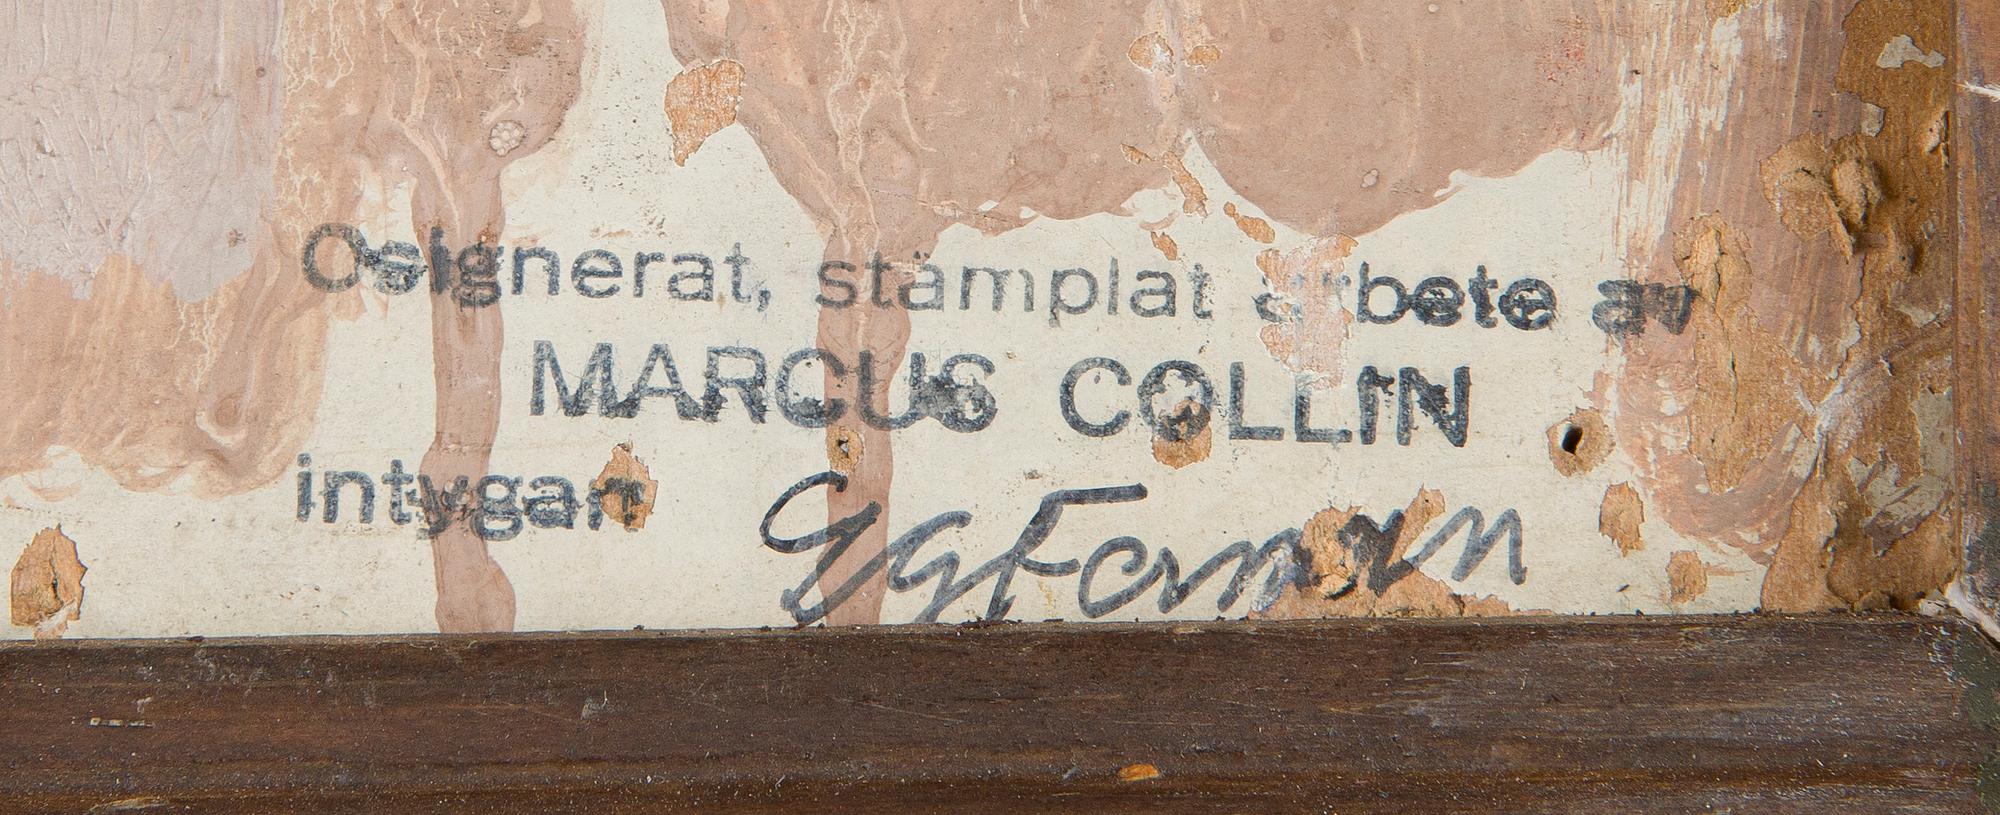 Osignerat, stämplat arbete av
MARCUS COLLIN
intygar